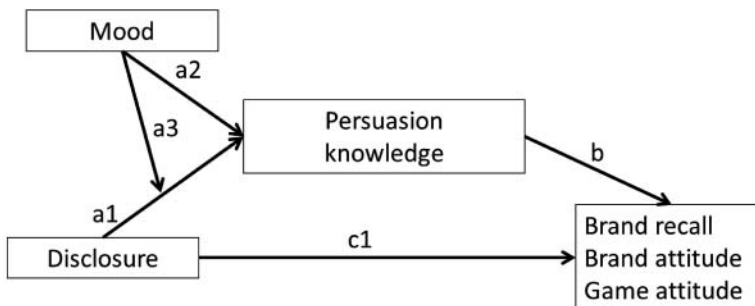 Mood
a2
a3
Persuasion
knowledge
b
a1
c1
Disclosure
Brand recall
Brand attitude
Game attitude